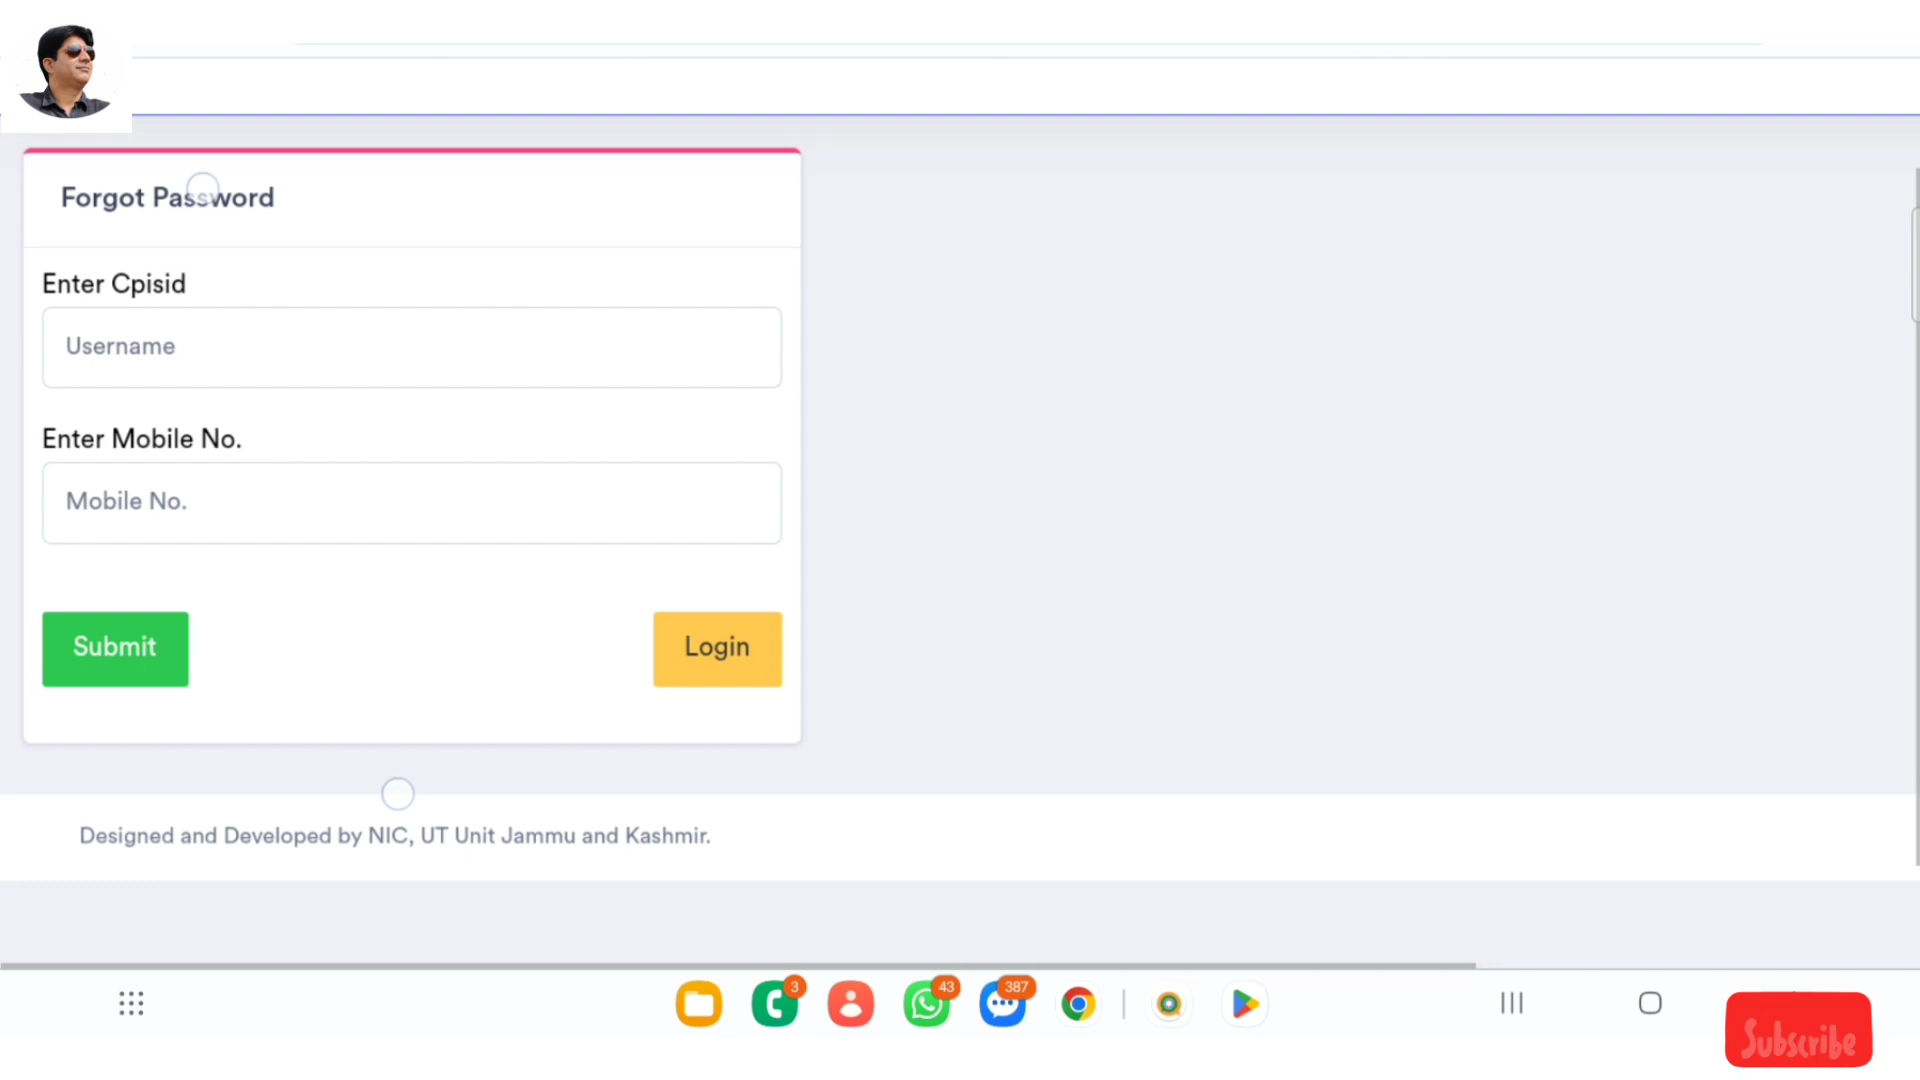 Forgot Password
Enter Cpisid
Username
Enter Mobile No.
Mobile No.
Submit
Login
Designed and Developed by NIC, UT Unit Jammu and Kashmir.
3
43
387
Subscribe